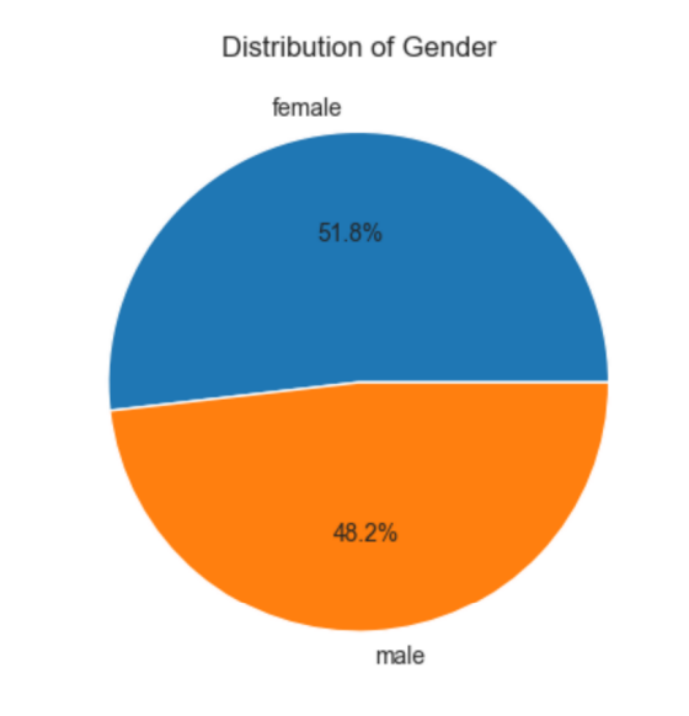 Distribution of Gender
female
51.8%
48.2%
male